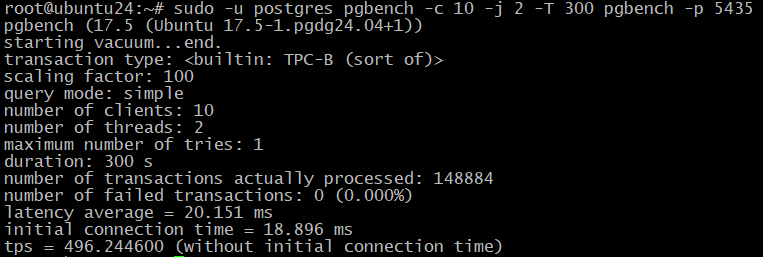 root@ubuntu24:~# sudo -u postgres pgbench -c 10 -j 2 -T 300 pgbench -p 5435
pgbench (17.5 (Ubuntu 17.5-1.pgdg24.04+1))
starting vacuum...end.
transaction type: <builtin: TPC-B (sort of)>
scaling factor: 100
query mode: simple
number of clients: 10
number of threads: 2
maximum number of tries: 1
duration: 300 s
number of transactions actually processed: 148884
number of failed transactions: 0 (0.000%)
latency average = 20.151 ms
initial connection time = 18.896 ms
tps = 496.244600 (without initial connection time)